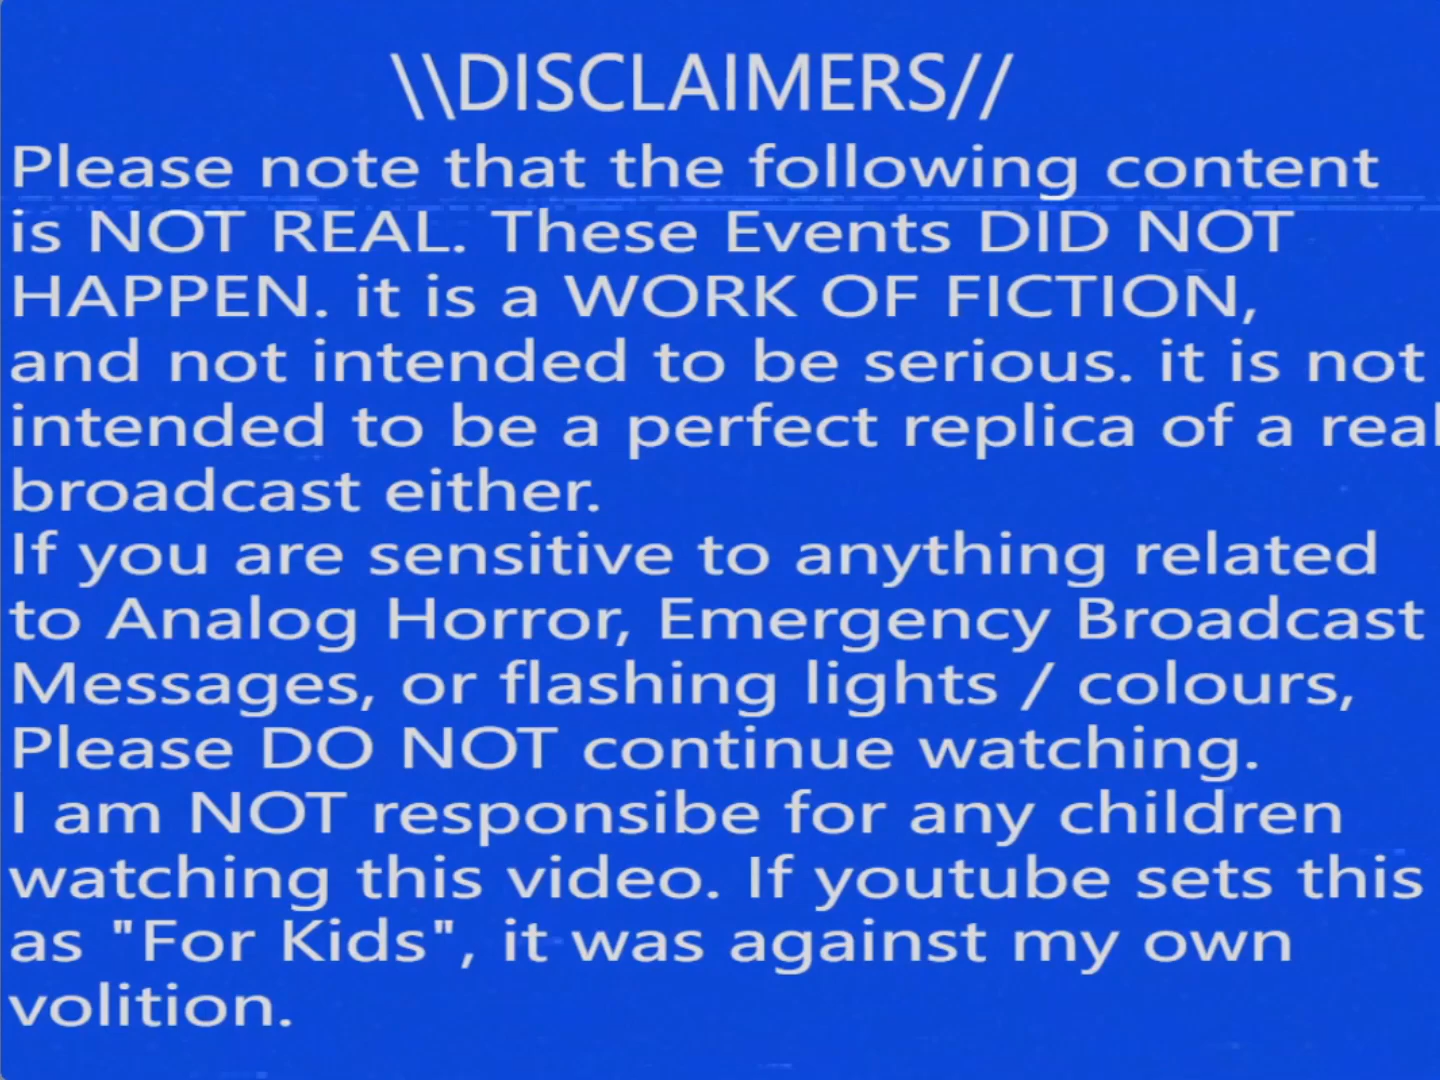 \\DISCLAIMERS//
Please note that the following content
is NOT REAL. These Events DID NOT
HAPPEN. it is a WORK OF FICTION,
and not intended to be serious. it is not
intended to be a perfect replica of a real
broadcast either.
If you are sensitive to anything related
to Analog Horror, Emergency Broadcast
Messages, or flashing lights / colours,
Please DO NOT continue watching.
I am NOT responsibe for any children
watching this video. If youtube sets this
as "For Kids", it was against my own
volition.